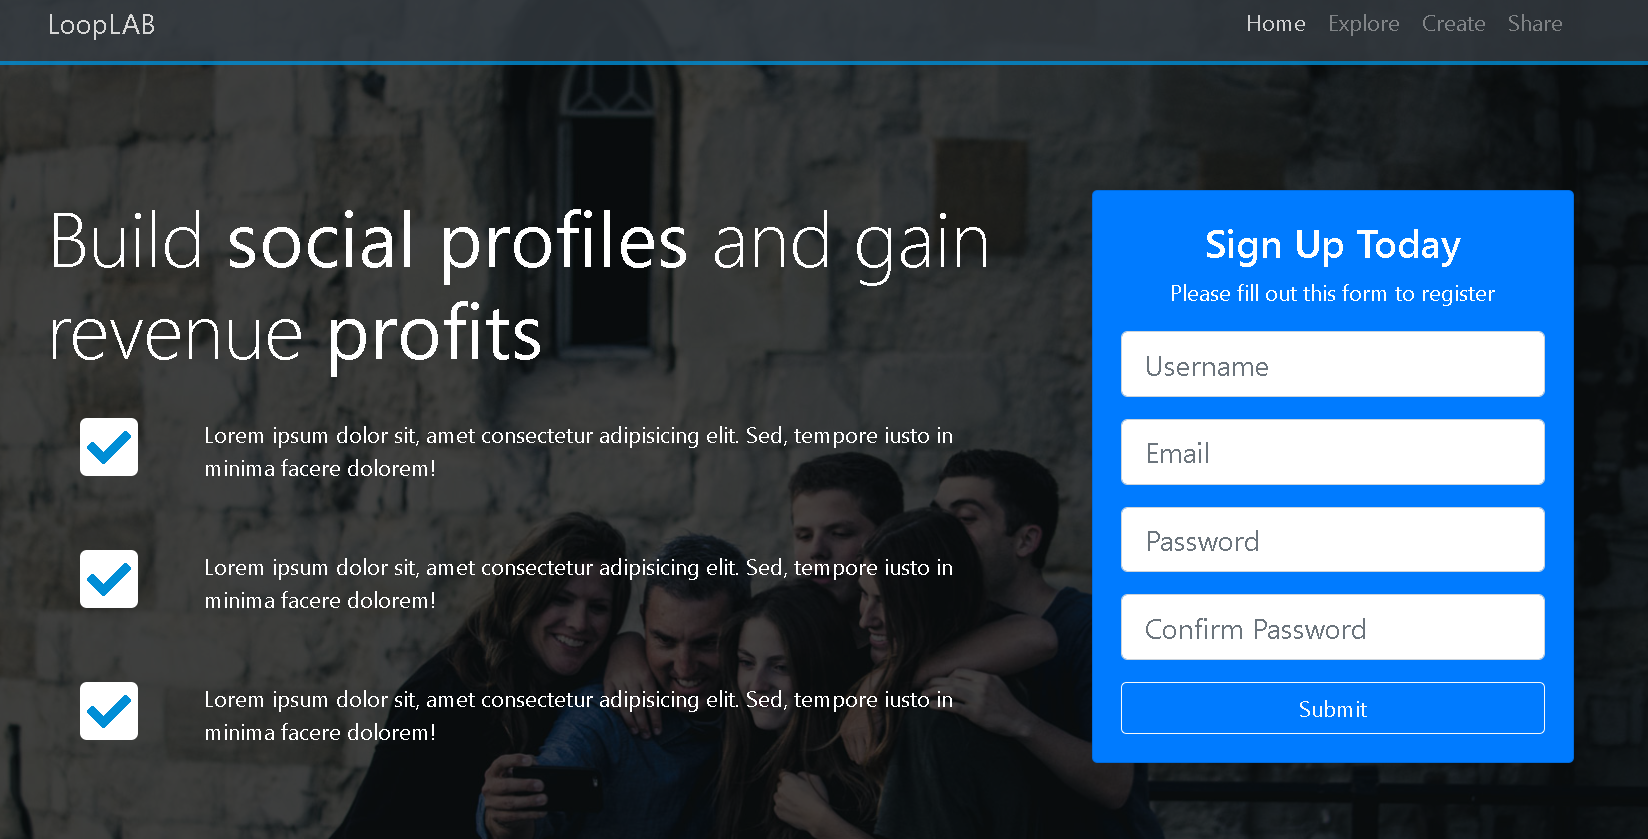 LoopLAB
Home Explore Create Share
Build social profiles and gain
revenue profits
Lorem ipsum dolor sit, amet consectetur adipisicing elit. Sed, tempore iusto in
minima facere dolorem!
Lorem ipsum dolor sit, amet consectetur adipisicing elit. Sed, tempore iusto in
minima facere dolorem!
Lorem ipsum dolor sit, amet consectetur adipisicing elit. Sed, tempore iusto in
minima facere dolorem!
Sign Up Today
Please fill out this form to register
Username
Email
Password
Confirm Password
Submit